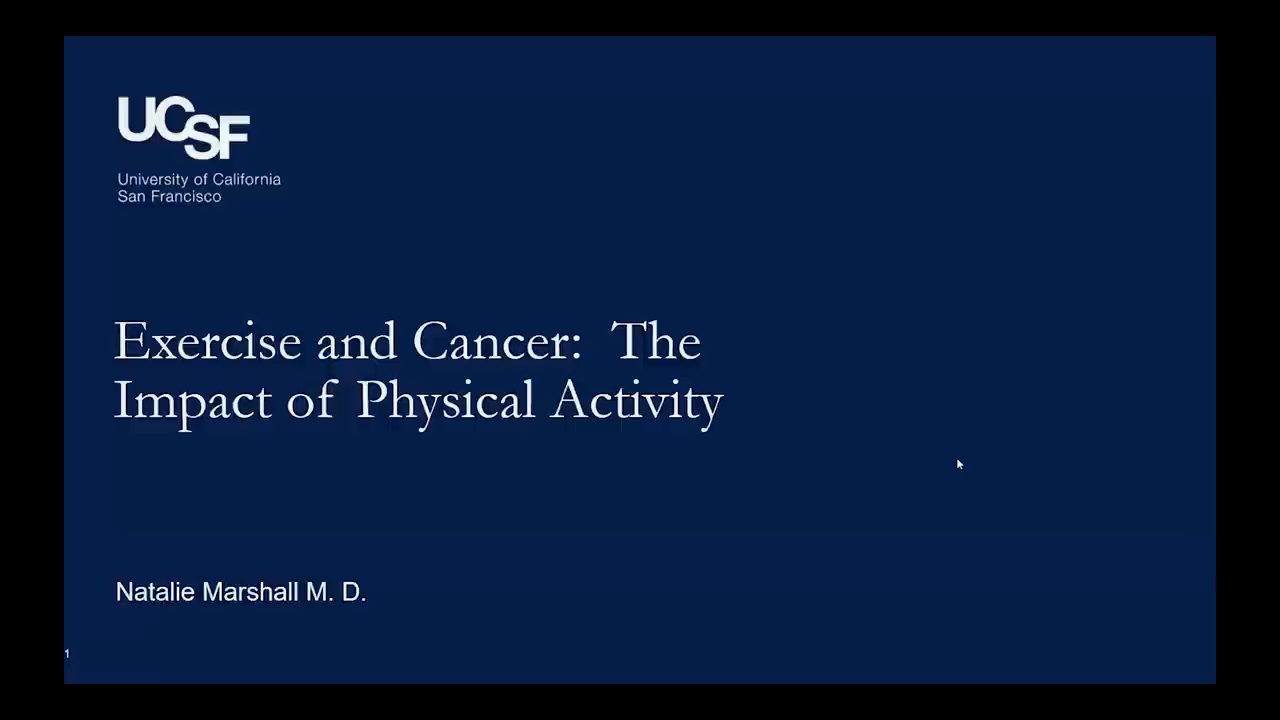 UCSF
University of California
San Francisco
Exercise and Cancer:  The
Impact of Physical Activity
Natalie Marshall M. D.
1